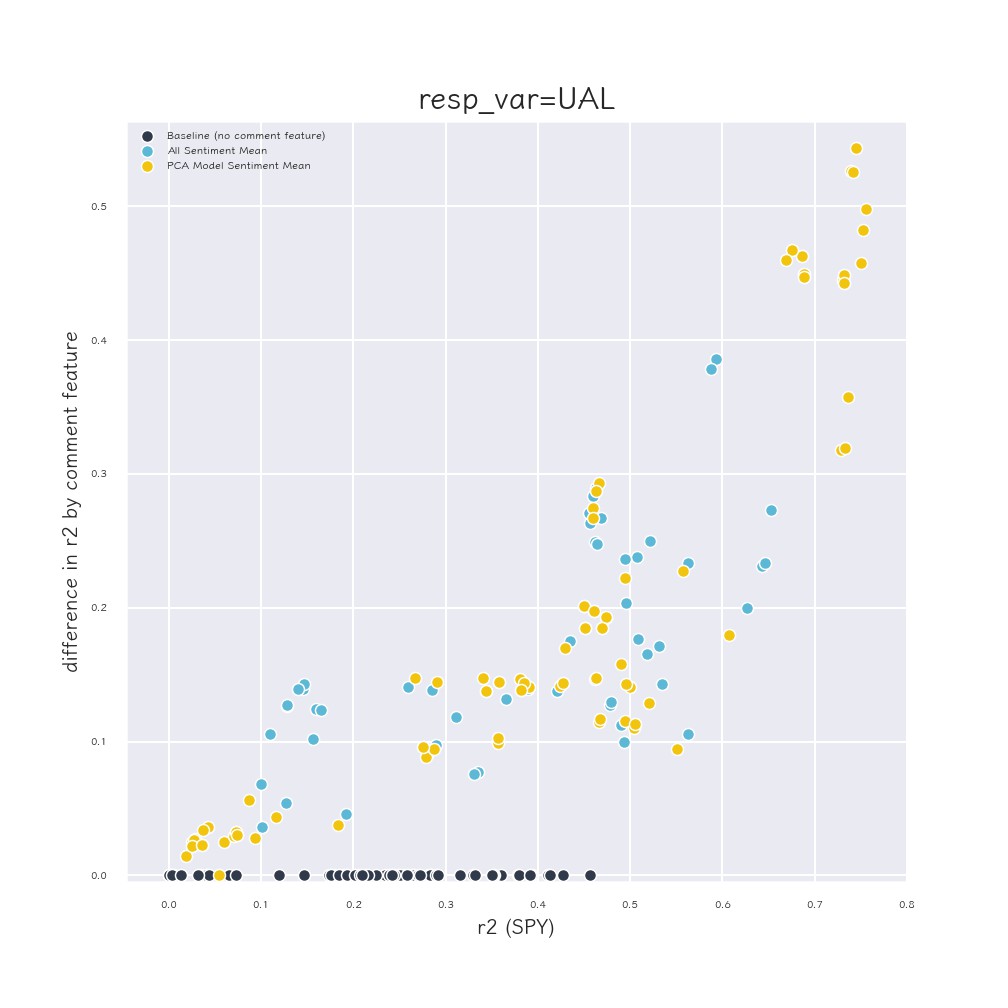 resp_var=UAL
Baseline (no comment feature)
All Sentiment Mean
PCA Model Sentiment Mean
difference in r2 by comment feature
0.5
0.4
0.3
0.2
0.1
0.0
0.0 0.1 0.2 0.3 0.4 0.5 0.6 0.7 0.8
r2 (SPY)